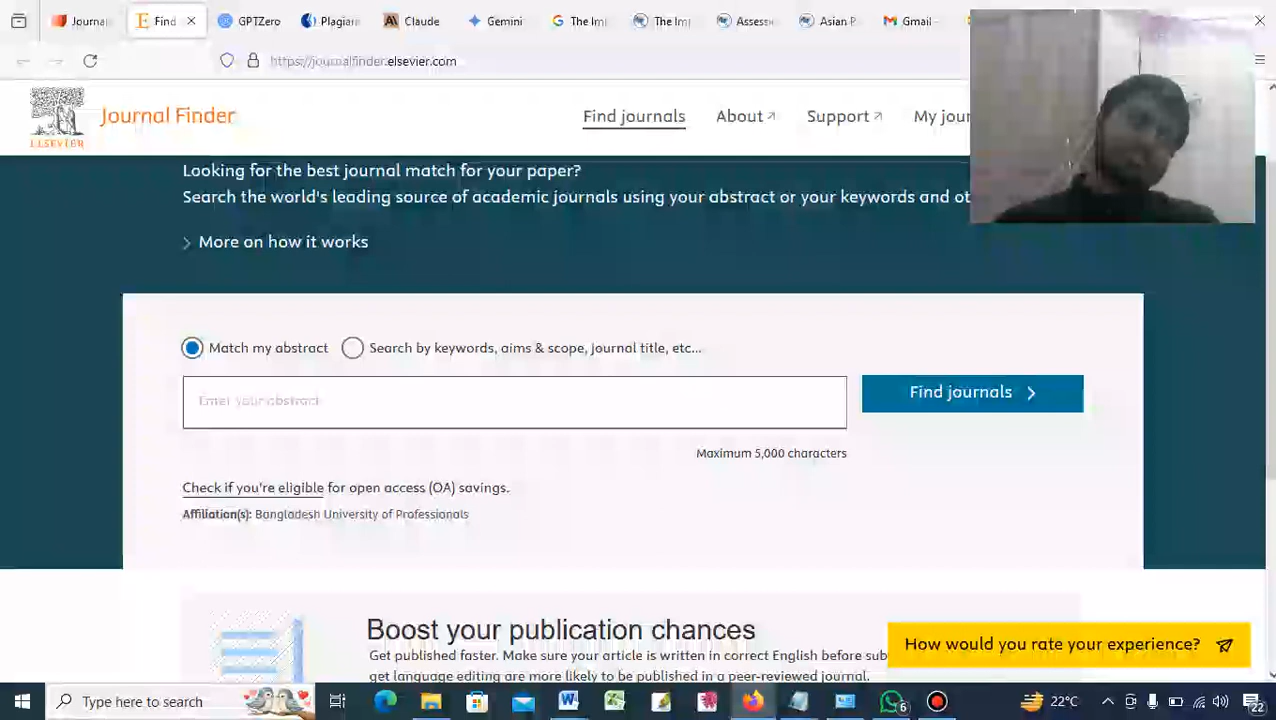 Journal
Find
GPTZero
Plagiari
Claude
Gemini
The Imp
The Imp
Assess
Asian P
Gmail –
https://journalfinder.elsevier.com
ELSEVIER
Journal Finder
Find journals
About
Support
My jour
Looking for the best journal match for your paper?
Search the world's leading source of academic journals using your abstract or your keywords and ot
More on how it works
Match my abstract
Search by keywords, aims & scope, journal title, etc...
Enter your abstract
Find journals
Maximum 5,000 characters
Check if you're eligible for open access (OA) savings.
Affiliation(s): Bangladesh University of Professionals
Boost your publication chances
Get published faster. Make sure your article is written in correct English before sub
get language editing are more likely to be published in a peer-reviewed journal.
How would you rate your experience?
Type here to search
6
22°C
22